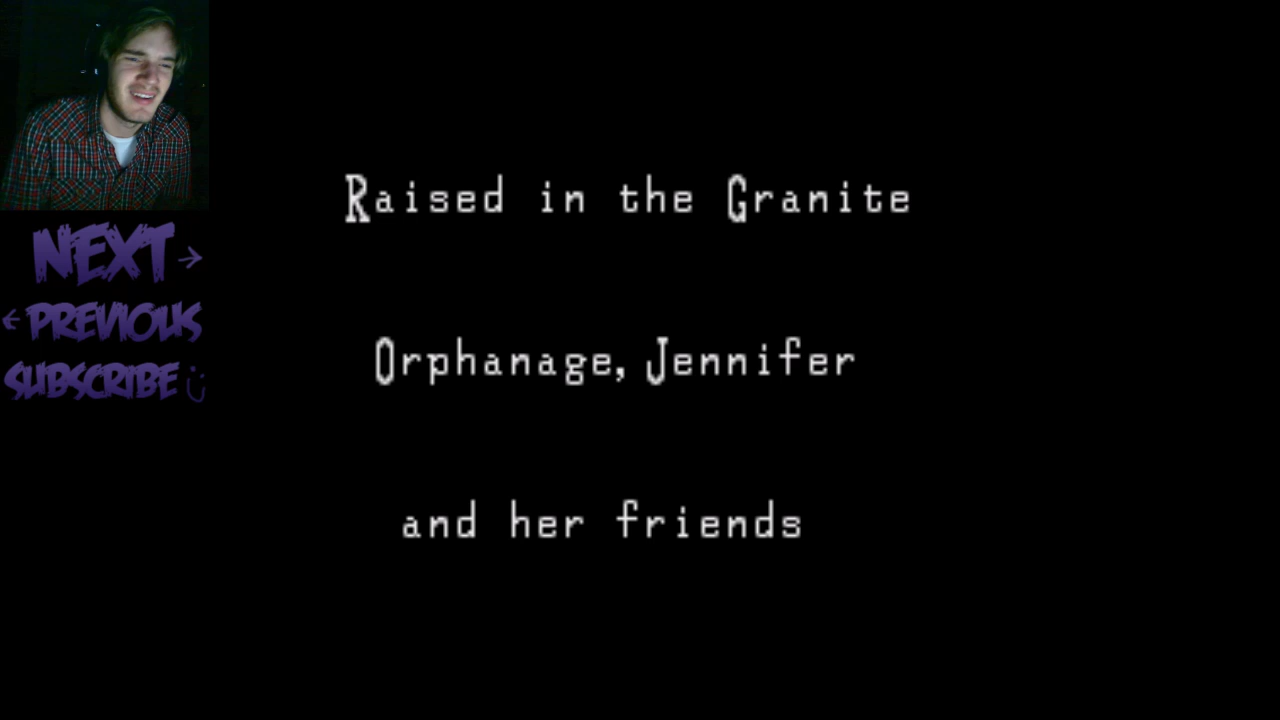 NEXT →
← PREVIOUS
SUBSCRIBE
Raised in the Granite
Orphanage, Jennifer
and her friends